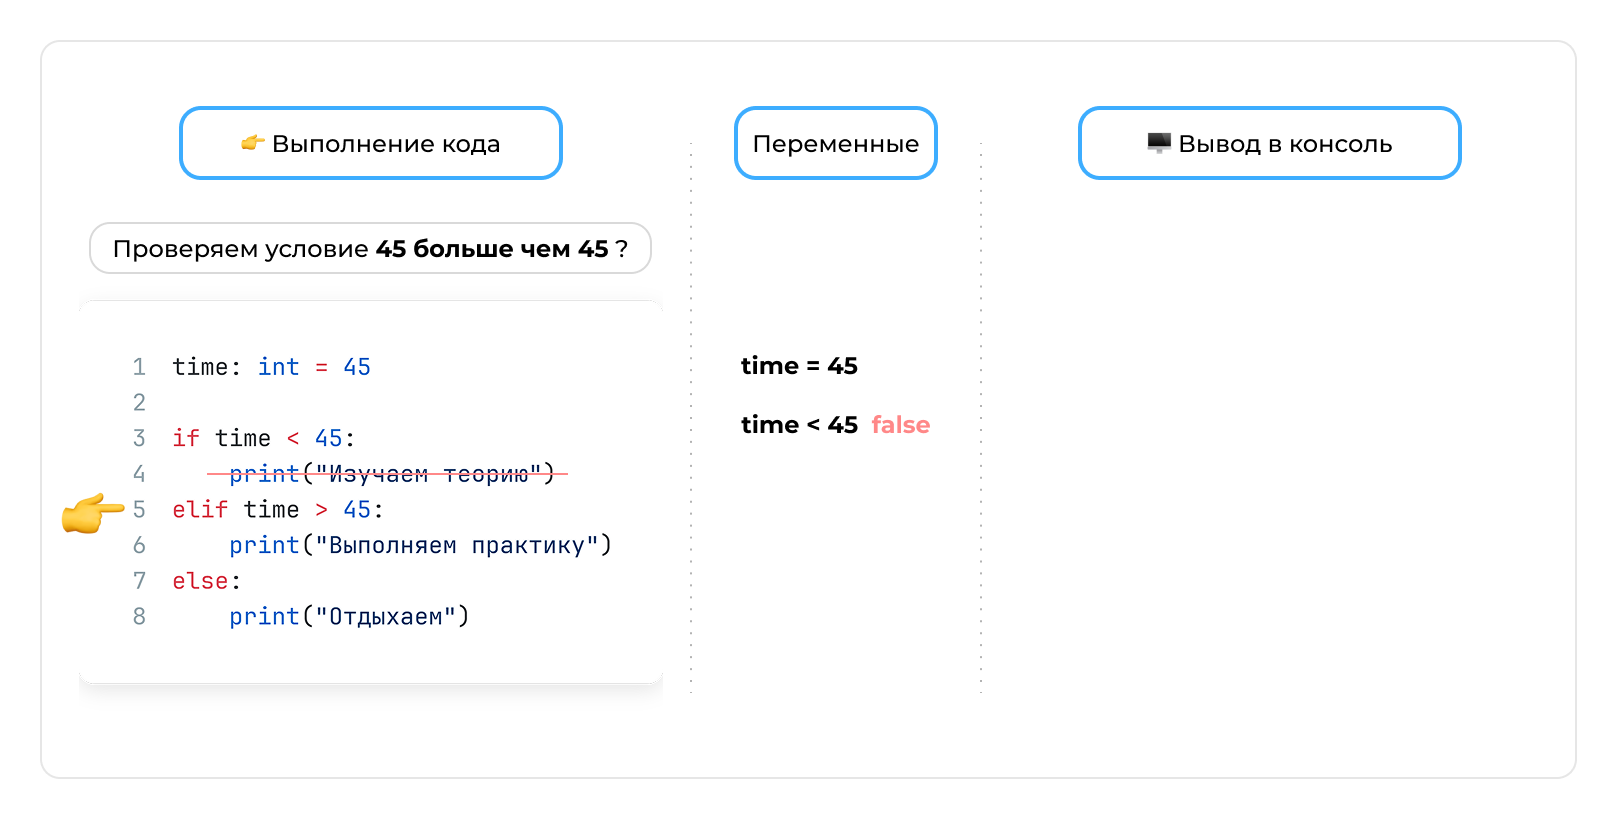 👉 Выполнение кода
Переменные
🖥 Вывод в консоль
Проверяем условие 45 больше чем 45 ?
1 time: int = 45
2
3 if time < 45:
4     print("Изучаем теорию")
5 elif time > 45:
6     print("Выполняем практику")
7 else:
8     print("Отдыхаем")
time = 45
time < 45 false